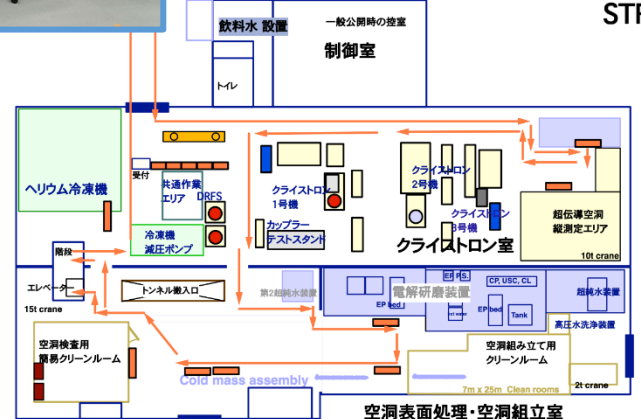 STF
飲料水 設置
一般公開時の控室
制御室
トイレ
ヘリウム冷凍機
受付
共通作業
エリア
DRFS
冷凍機
減圧ポンプ
クライストロン
1号機
カップラー
テストスタンド
クライストロン
2号機
クライストロン
3号機
クライストロン室
超伝導空洞
縦測定エリア
10t crane
階段
エレベーター
15t crane
トンネル搬入口
第2超純水装置
電解研磨装置
EP bed
EP P.S.
CP, USC, CL
EP bed
Tank
超純水装置
高圧水洗浄装置
空洞検査用
簡易クリーンルーム
空洞組み立て用
クリーンルーム
Cold mass assembly
7m x 25m Clean rooms
2t crane
空洞表面処理・空洞組立室